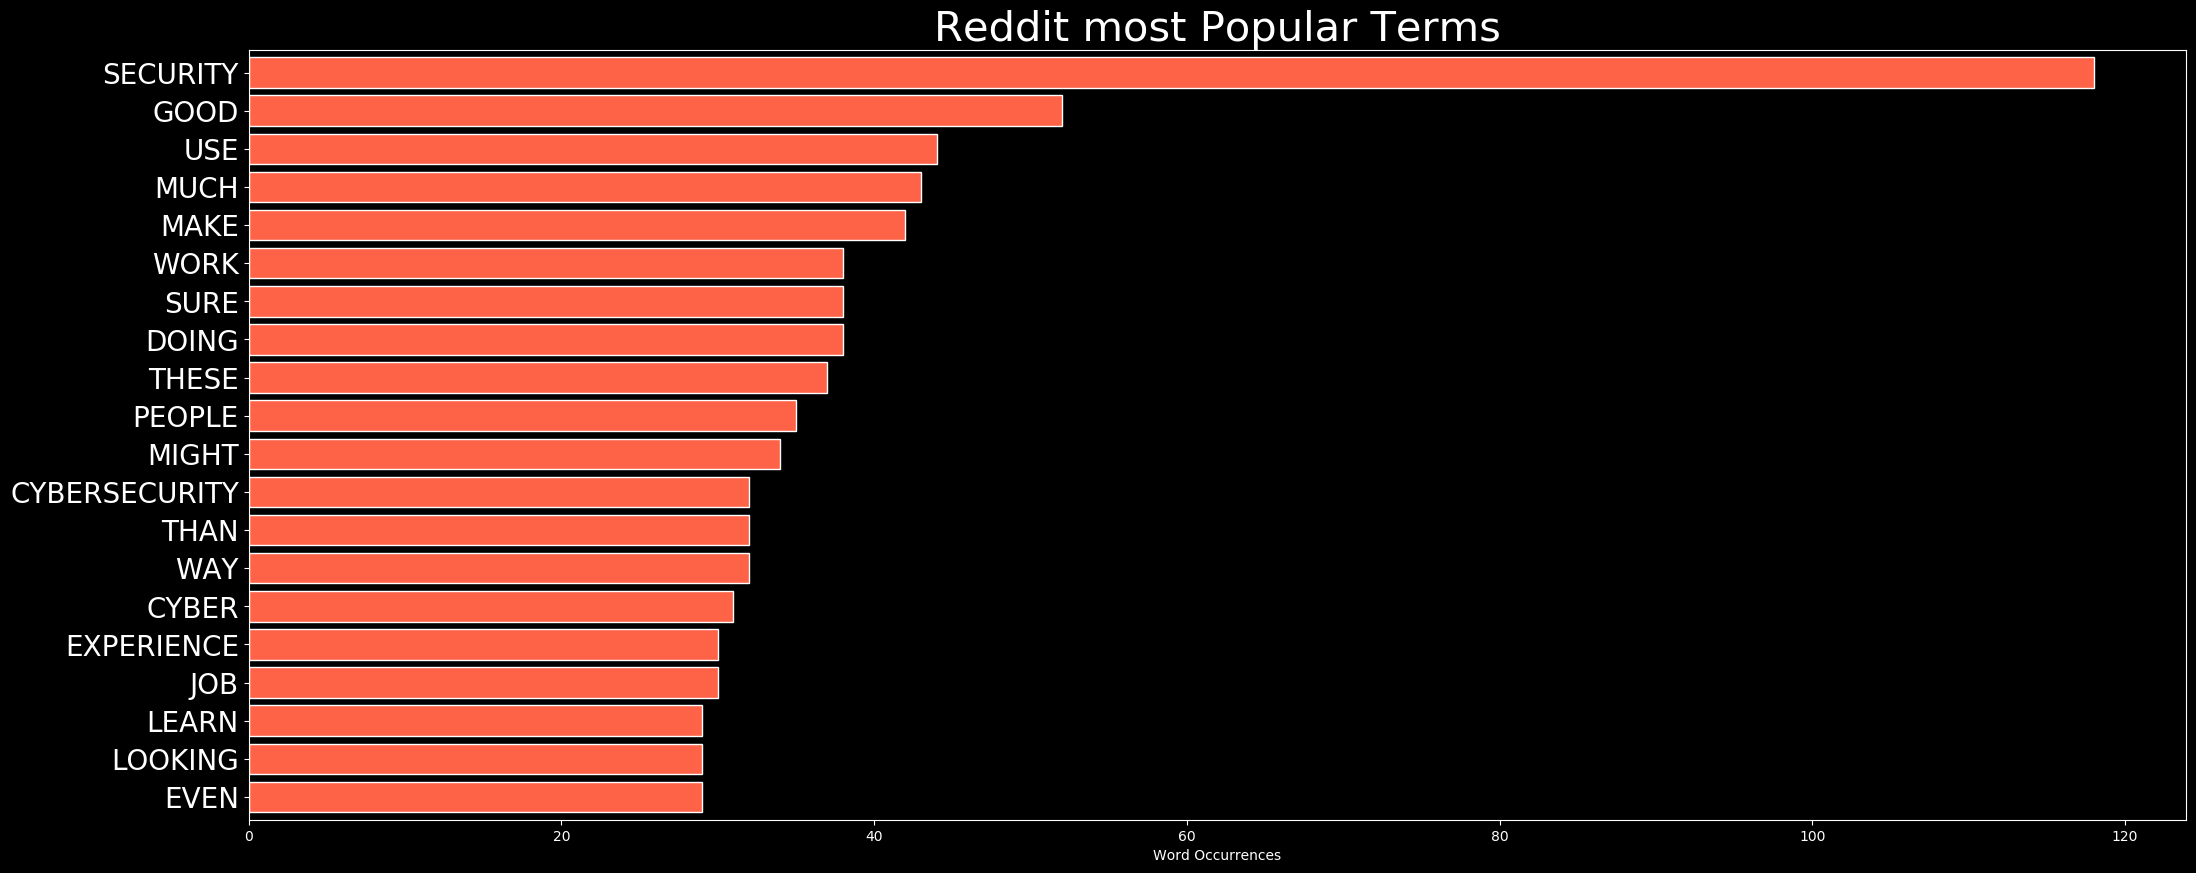 Reddit most Popular Terms
SECURITY
GOOD
USE
MUCH
MAKE
WORK
SURE
DOING
THESE
PEOPLE
MIGHT
CYBERSECURITY
THAN
WAY
CYBER
EXPERIENCE
JOB
LEARN
LOOKING
EVEN
0 20 40 60 80 100 120
Word Occurrences